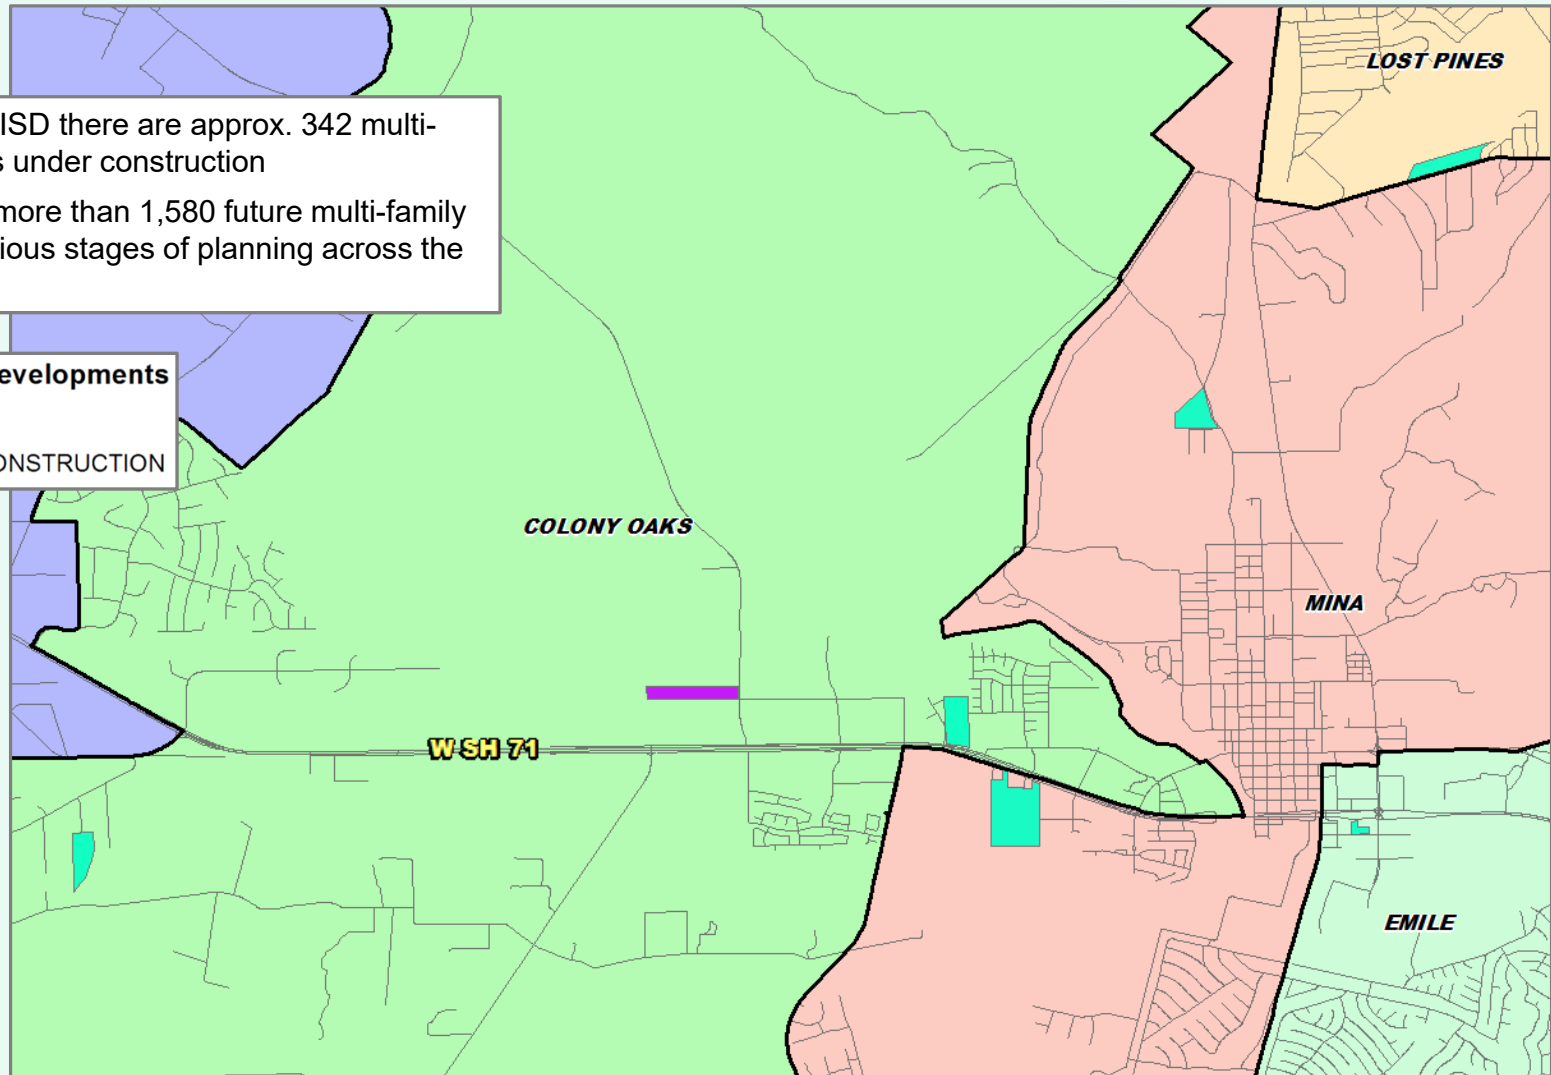 LOST PINES
ISD there are approx. 342 multi-
s under construction
more than 1,580 future multi-family
ious stages of planning across the
evelopments
ONSTRUCTION
COLONY OAKS
MINA
W SH 71
EMILE